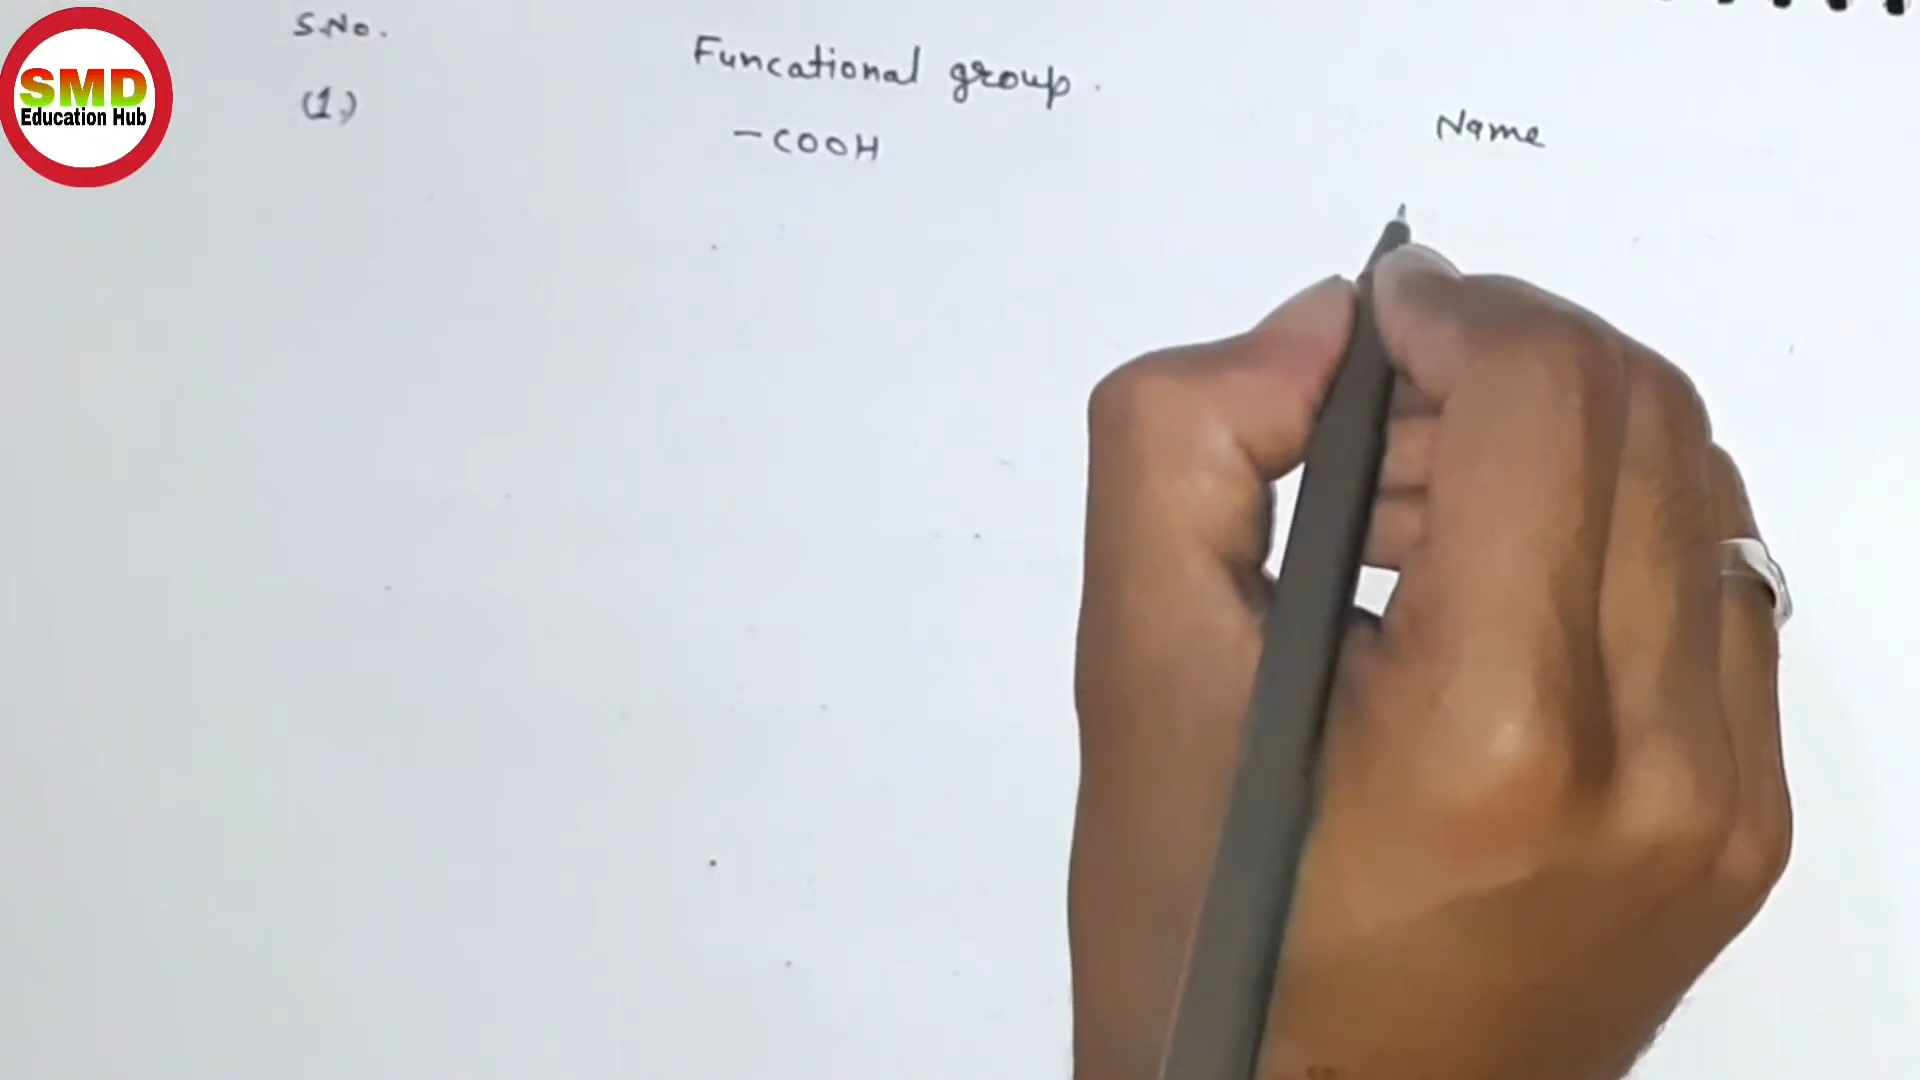 SMD
Education Hub
S.No. Funcational group. Name
(1.) -COOH